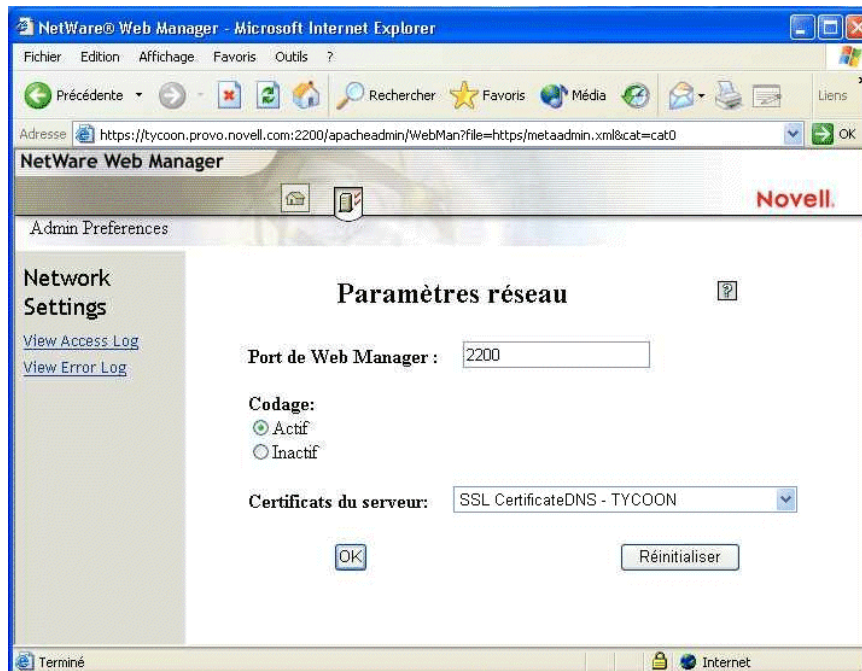 NetWare® Web Manager - Microsoft Internet Explorer
Fichier Edition Affichage Favoris Outils ?
Précédente Rechercher Favoris Média Liens
Adresse https://tycoon.provo.novell.com:2200/apacheadmin/WebMan?file=https/metaadmin.xml&cat=cat0 OK
NetWare Web Manager
Novell.
Admin Preferences
Network
Settings
View Access Log
View Error Log
Paramètres réseau
?
Port de Web Manager : 2200
Codage:
Actif
Inactif
Certificats du serveur: SSL CertificateDNS - TYCOON
OK Réinitialiser
Terminé Internet